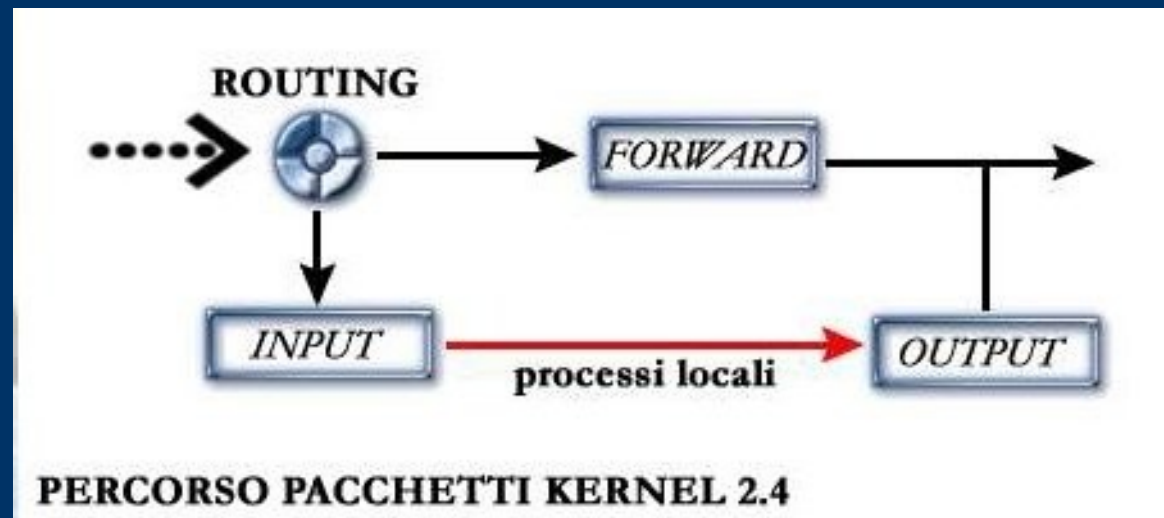 ROUTING
FORWARD
INPUT
processi locali
OUTPUT
PERCORSO PACCHETTI KERNEL 2.4